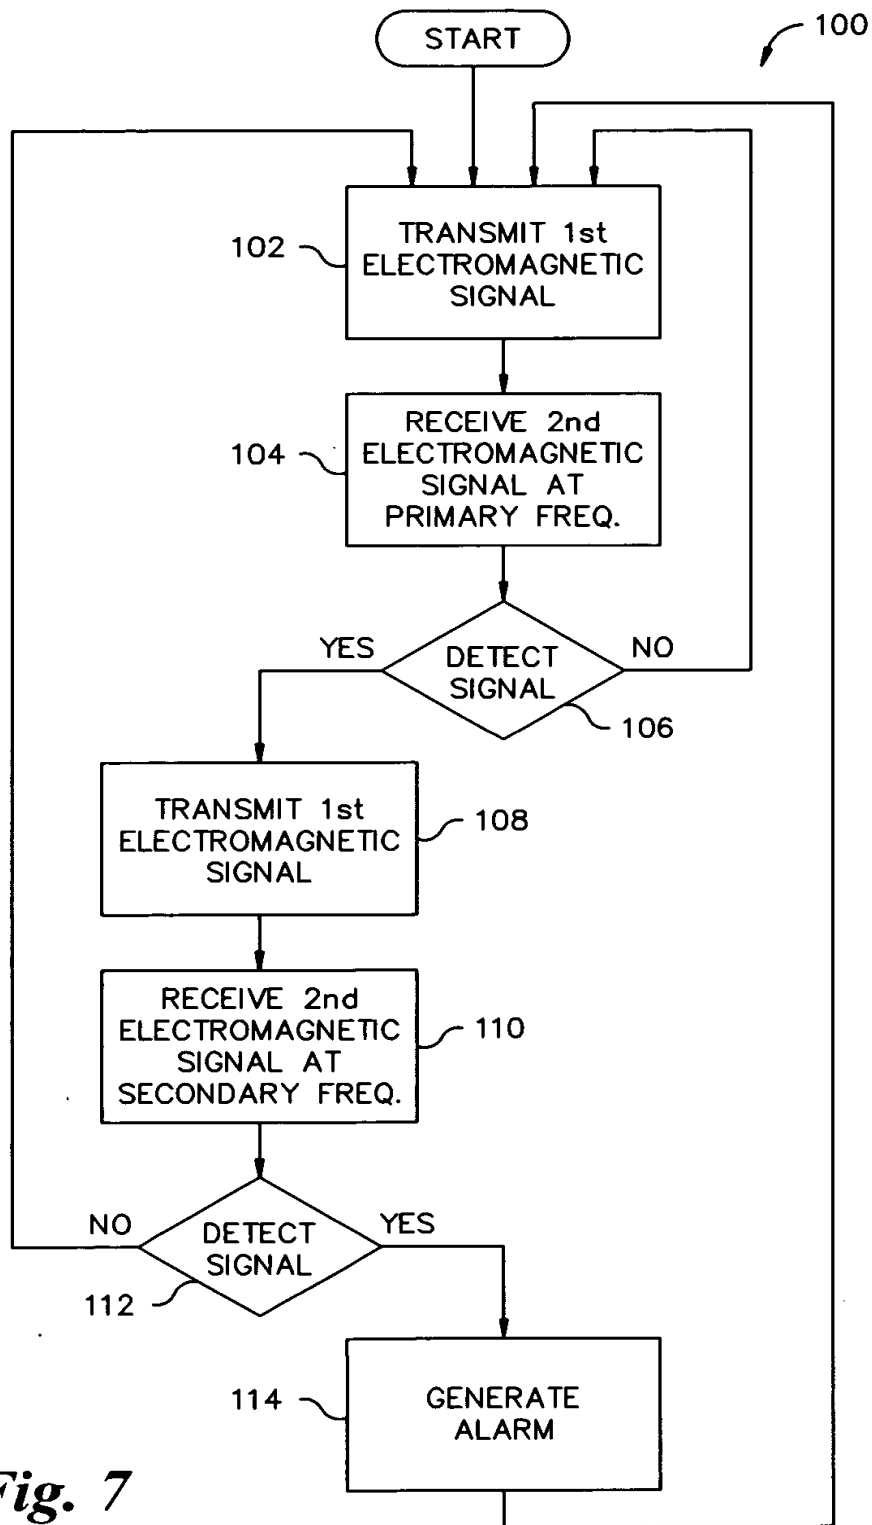 START
100
102
TRANSMIT 1st
ELECTROMAGNETIC
SIGNAL
104
RECEIVE 2nd
ELECTROMAGNETIC
SIGNAL AT
PRIMARY FREQ.
YES
DETECT
SIGNAL
NO
106
TRANSMIT 1st
ELECTROMAGNETIC
SIGNAL
108
RECEIVE 2nd
ELECTROMAGNETIC
SIGNAL AT
SECONDARY FREQ.
110
NO
DETECT
SIGNAL
YES
112
114
GENERATE
ALARM
Fig. 7